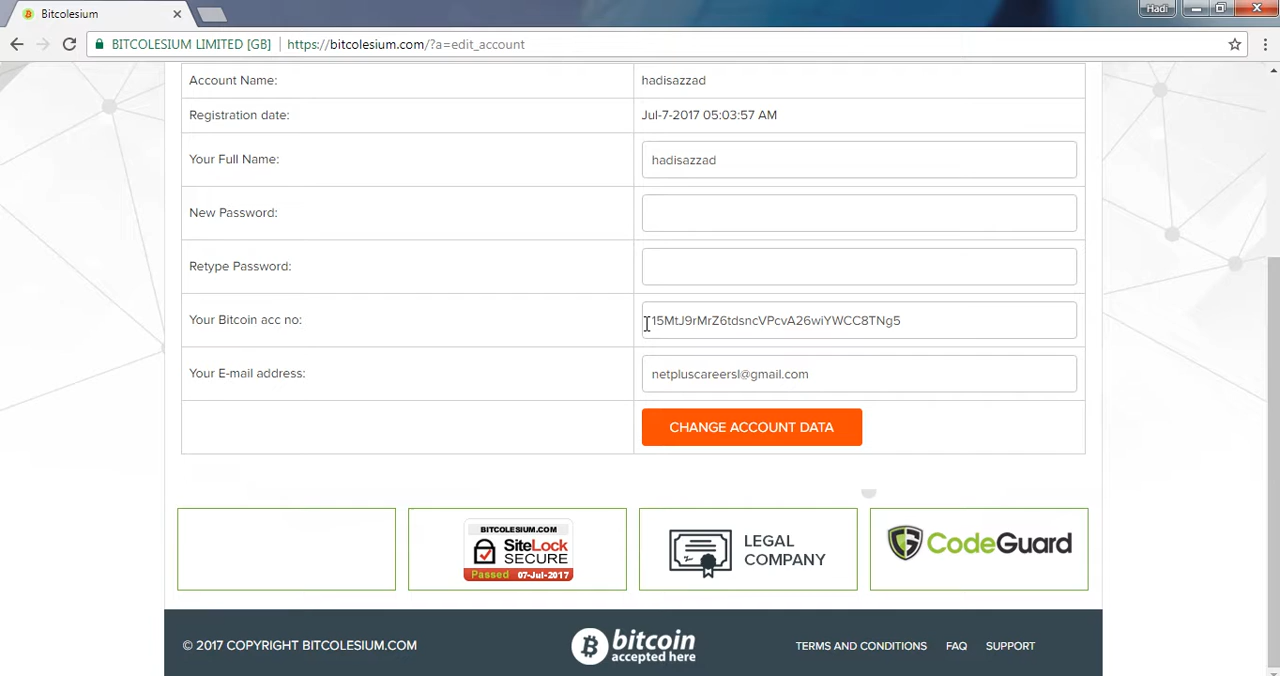 Bitcolesium
Hadi
BITCOLESIUM LIMITED [GB] https://bitcolesium.com/?a=edit_account
Account Name: hadisazzad
Registration date: Jul-7-2017 05:03:57 AM
Your Full Name: hadisazzad
New Password:
Retype Password:
Your Bitcoin acc no: 15MtJ9rMrZ6tdsncVPcvA26wiYWCC8TNg5
Your E-mail address: netpluscareersl@gmail.com
CHANGE ACCOUNT DATA
BITCOLESIUM.COM
SiteLock
SECURE
Passed 07-Jul-2017
LEGAL
COMPANY
CodeGuard
© 2017 COPYRIGHT BITCOLESIUM.COM
bitcoin
accepted here
TERMS AND CONDITIONS FAQ SUPPORT